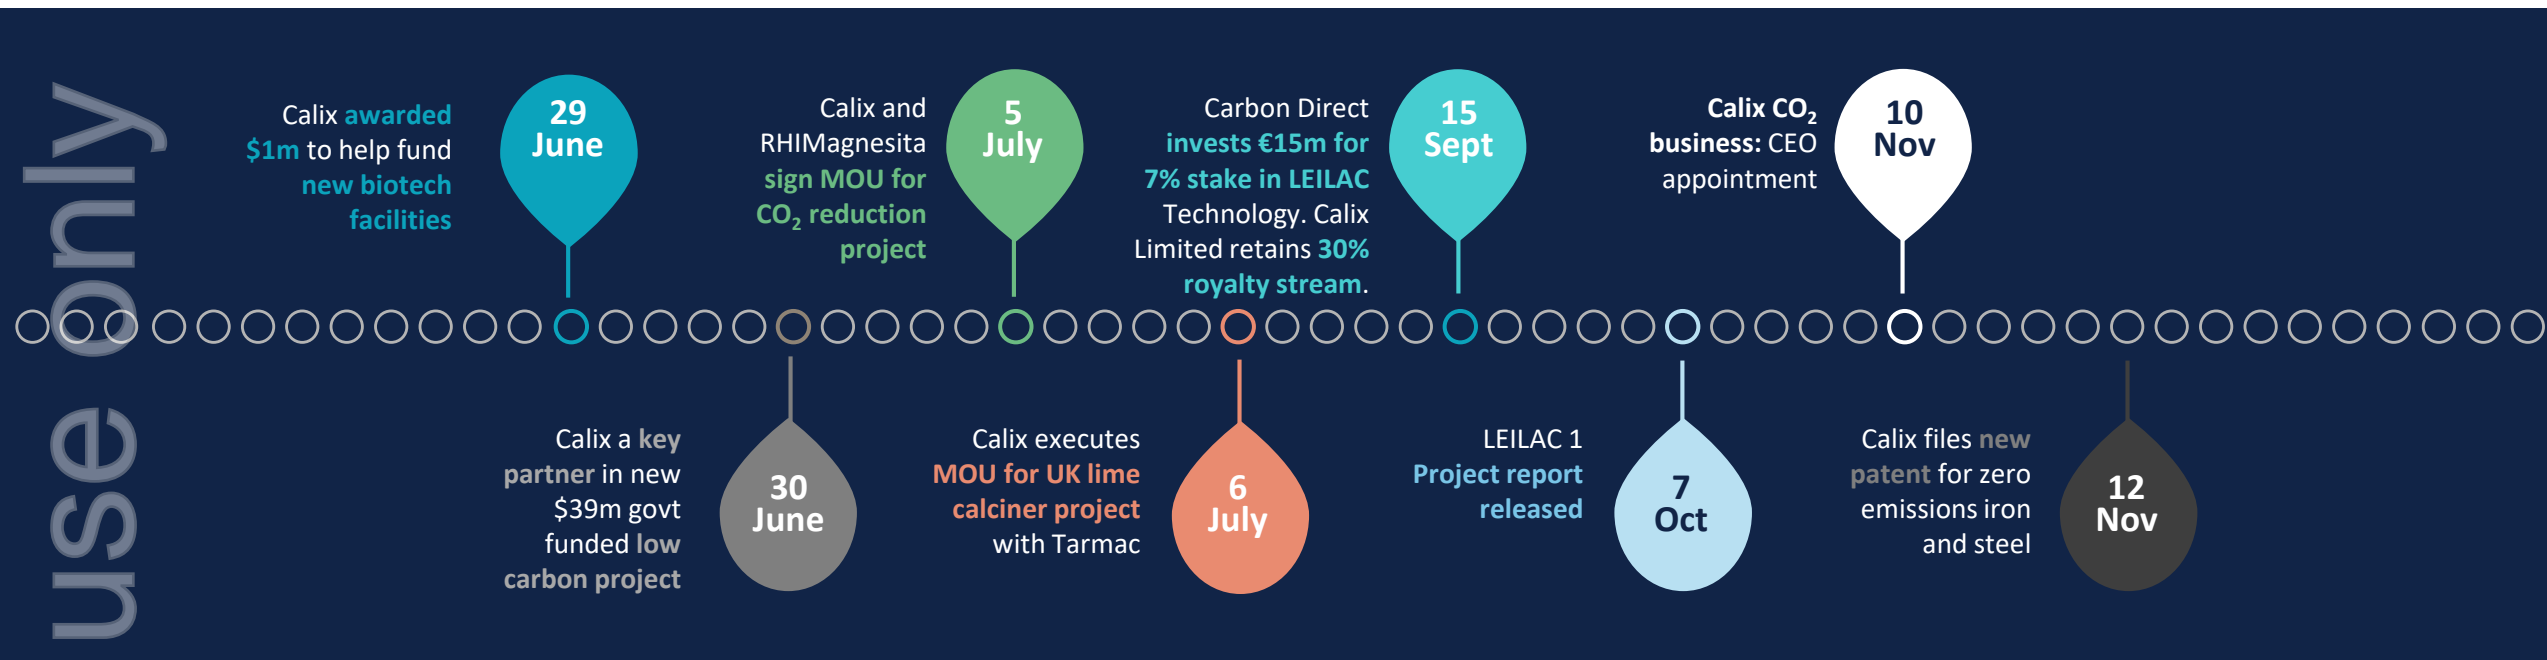 use only
Calix awarded
$1m to help fund
new biotech
facilities
29
June
Calix and
RHIMagnesita
sign MOU for
CO₂ reduction
project
5
July
Carbon Direct
invests €15m for
7% stake in LEILAC
Technology. Calix
Limited retains 30%
royalty stream.
15
Sept
Calix CO₂
business: CEO
appointment
10
Nov
Calix a key
partner in new
$39m govt
funded low
carbon project
30
June
Calix executes
MOU for UK lime
calciner project
with Tarmac
6
July
LEILAC 1
Project report
released
7
Oct
Calix files new
patent for zero
emissions iron
and steel
12
Nov